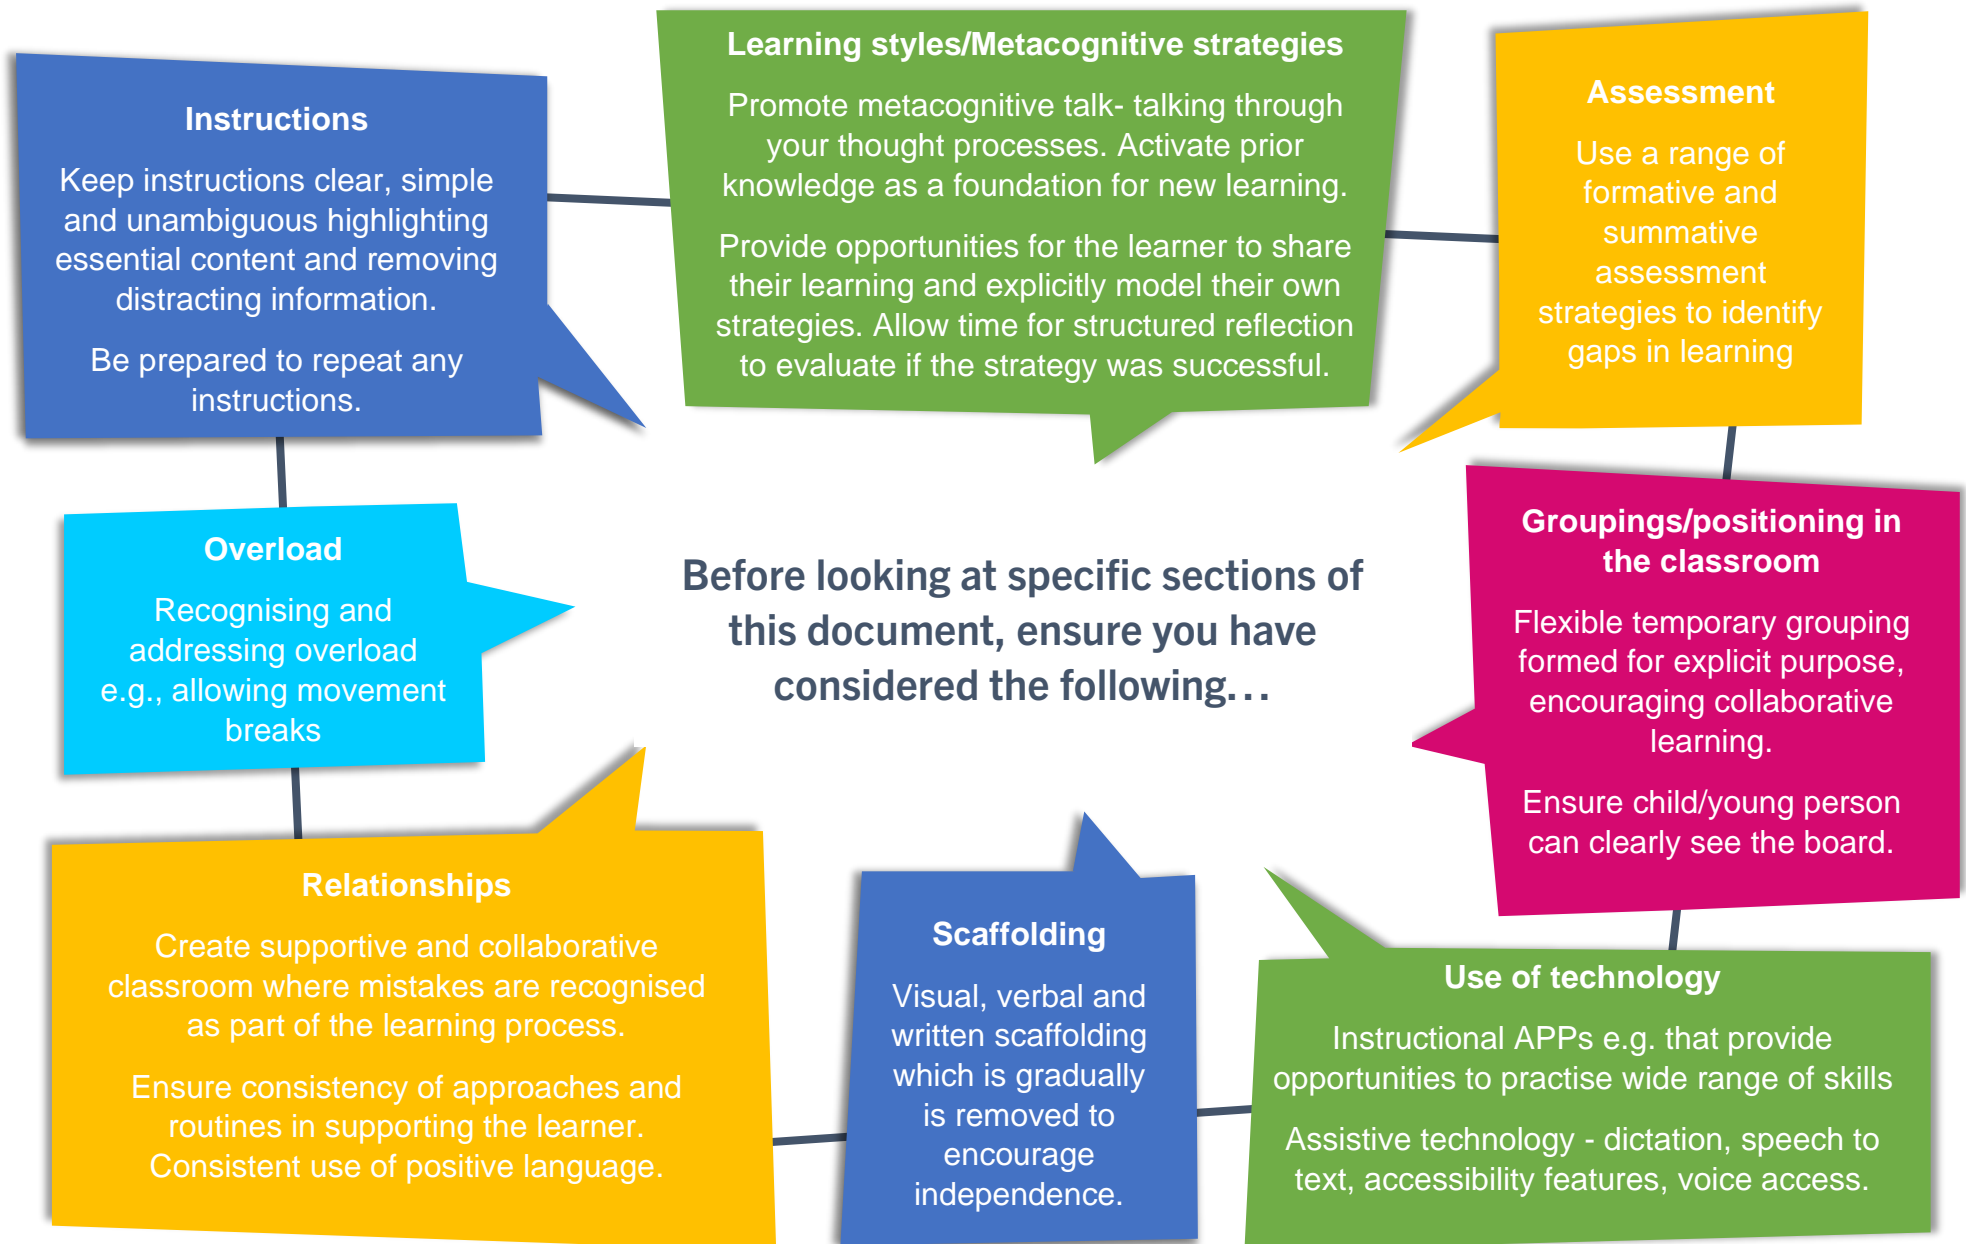 Instructions
Keep instructions clear, simple
and unambiguous highlighting
essential content and removing
distracting information.
Be prepared to repeat any
instructions.
Learning styles/Metacognitive strategies
Promote metacognitive talk- talking through
your thought processes. Activate prior
knowledge as a foundation for new learning.
Provide opportunities for the learner to share
their learning and explicitly model their own
strategies. Allow time for structured reflection
to evaluate if the strategy was successful.
Assessment
Use a range of
formative and
summative
assessment
strategies to identify
gaps in learning
Overload
Recognising and
addressing overload
e.g., allowing movement
breaks
Before looking at specific sections of
this document, ensure you have
considered the following…
Groupings/positioning in
the classroom
Flexible temporary grouping
formed for explicit purpose,
encouraging collaborative
learning.
Ensure child/young person
can clearly see the board.
Relationships
Create supportive and collaborative
classroom where mistakes are recognised
as part of the learning process.
Ensure consistency of approaches and
routines in supporting the learner.
Consistent use of positive language.
Scaffolding
Visual, verbal and
written scaffolding
which is gradually
is removed to
encourage
independence.
Use of technology
Instructional APPs e.g. that provide
opportunities to practise wide range of skills
Assistive technology - dictation, speech to
text, accessibility features, voice access.